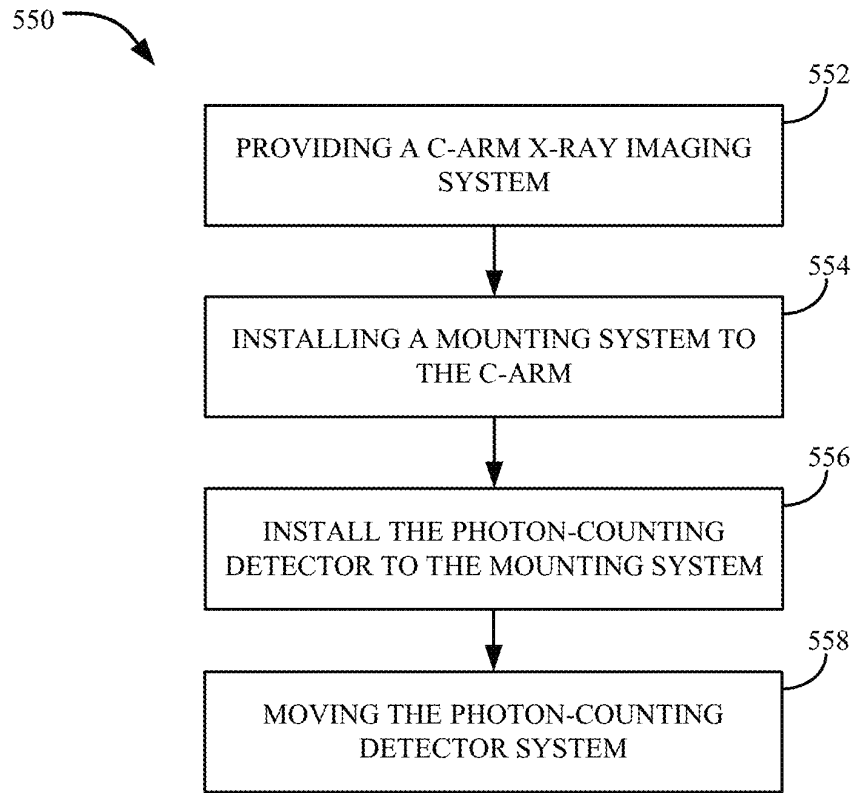 550
552
PROVIDING A C-ARM X-RAY IMAGING
SYSTEM
554
INSTALLING A MOUNTING SYSTEM TO
THE C-ARM
556
INSTALL THE PHOTON-COUNTING
DETECTOR TO THE MOUNTING SYSTEM
558
MOVING THE PHOTON-COUNTING
DETECTOR SYSTEM